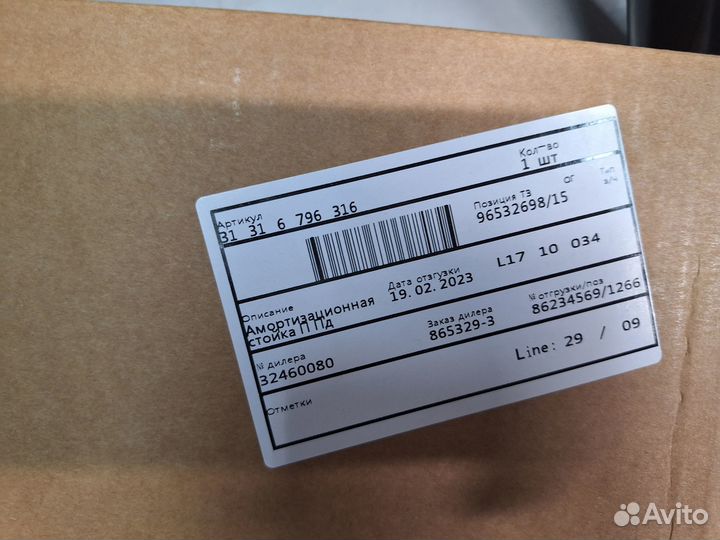 Кол-во
1 шт
Артикул
31 31 6 796 316
Позиция ТЗ
ОГ
Тип
з/ч
96532698/15
Описание
Амортизационная
стойка П Пд
Дата отзгузки
19.02.2023
L17 10 034
№ дилера
32460080
Заказ дилера
865329-3
№ отгрузки/поз
86234569/1266
Отметки
Line: 29 / 09
Avito